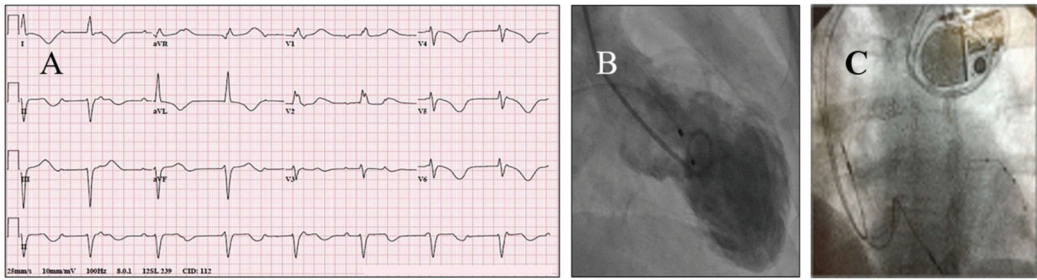 A
B
C
I
aVR
V1
V4
II
aVL
V2
V5
III
aVF
V3
V6
II
25mm/s 10mm/mV 100Hz 8.0.1 12SL 239 CID: 112